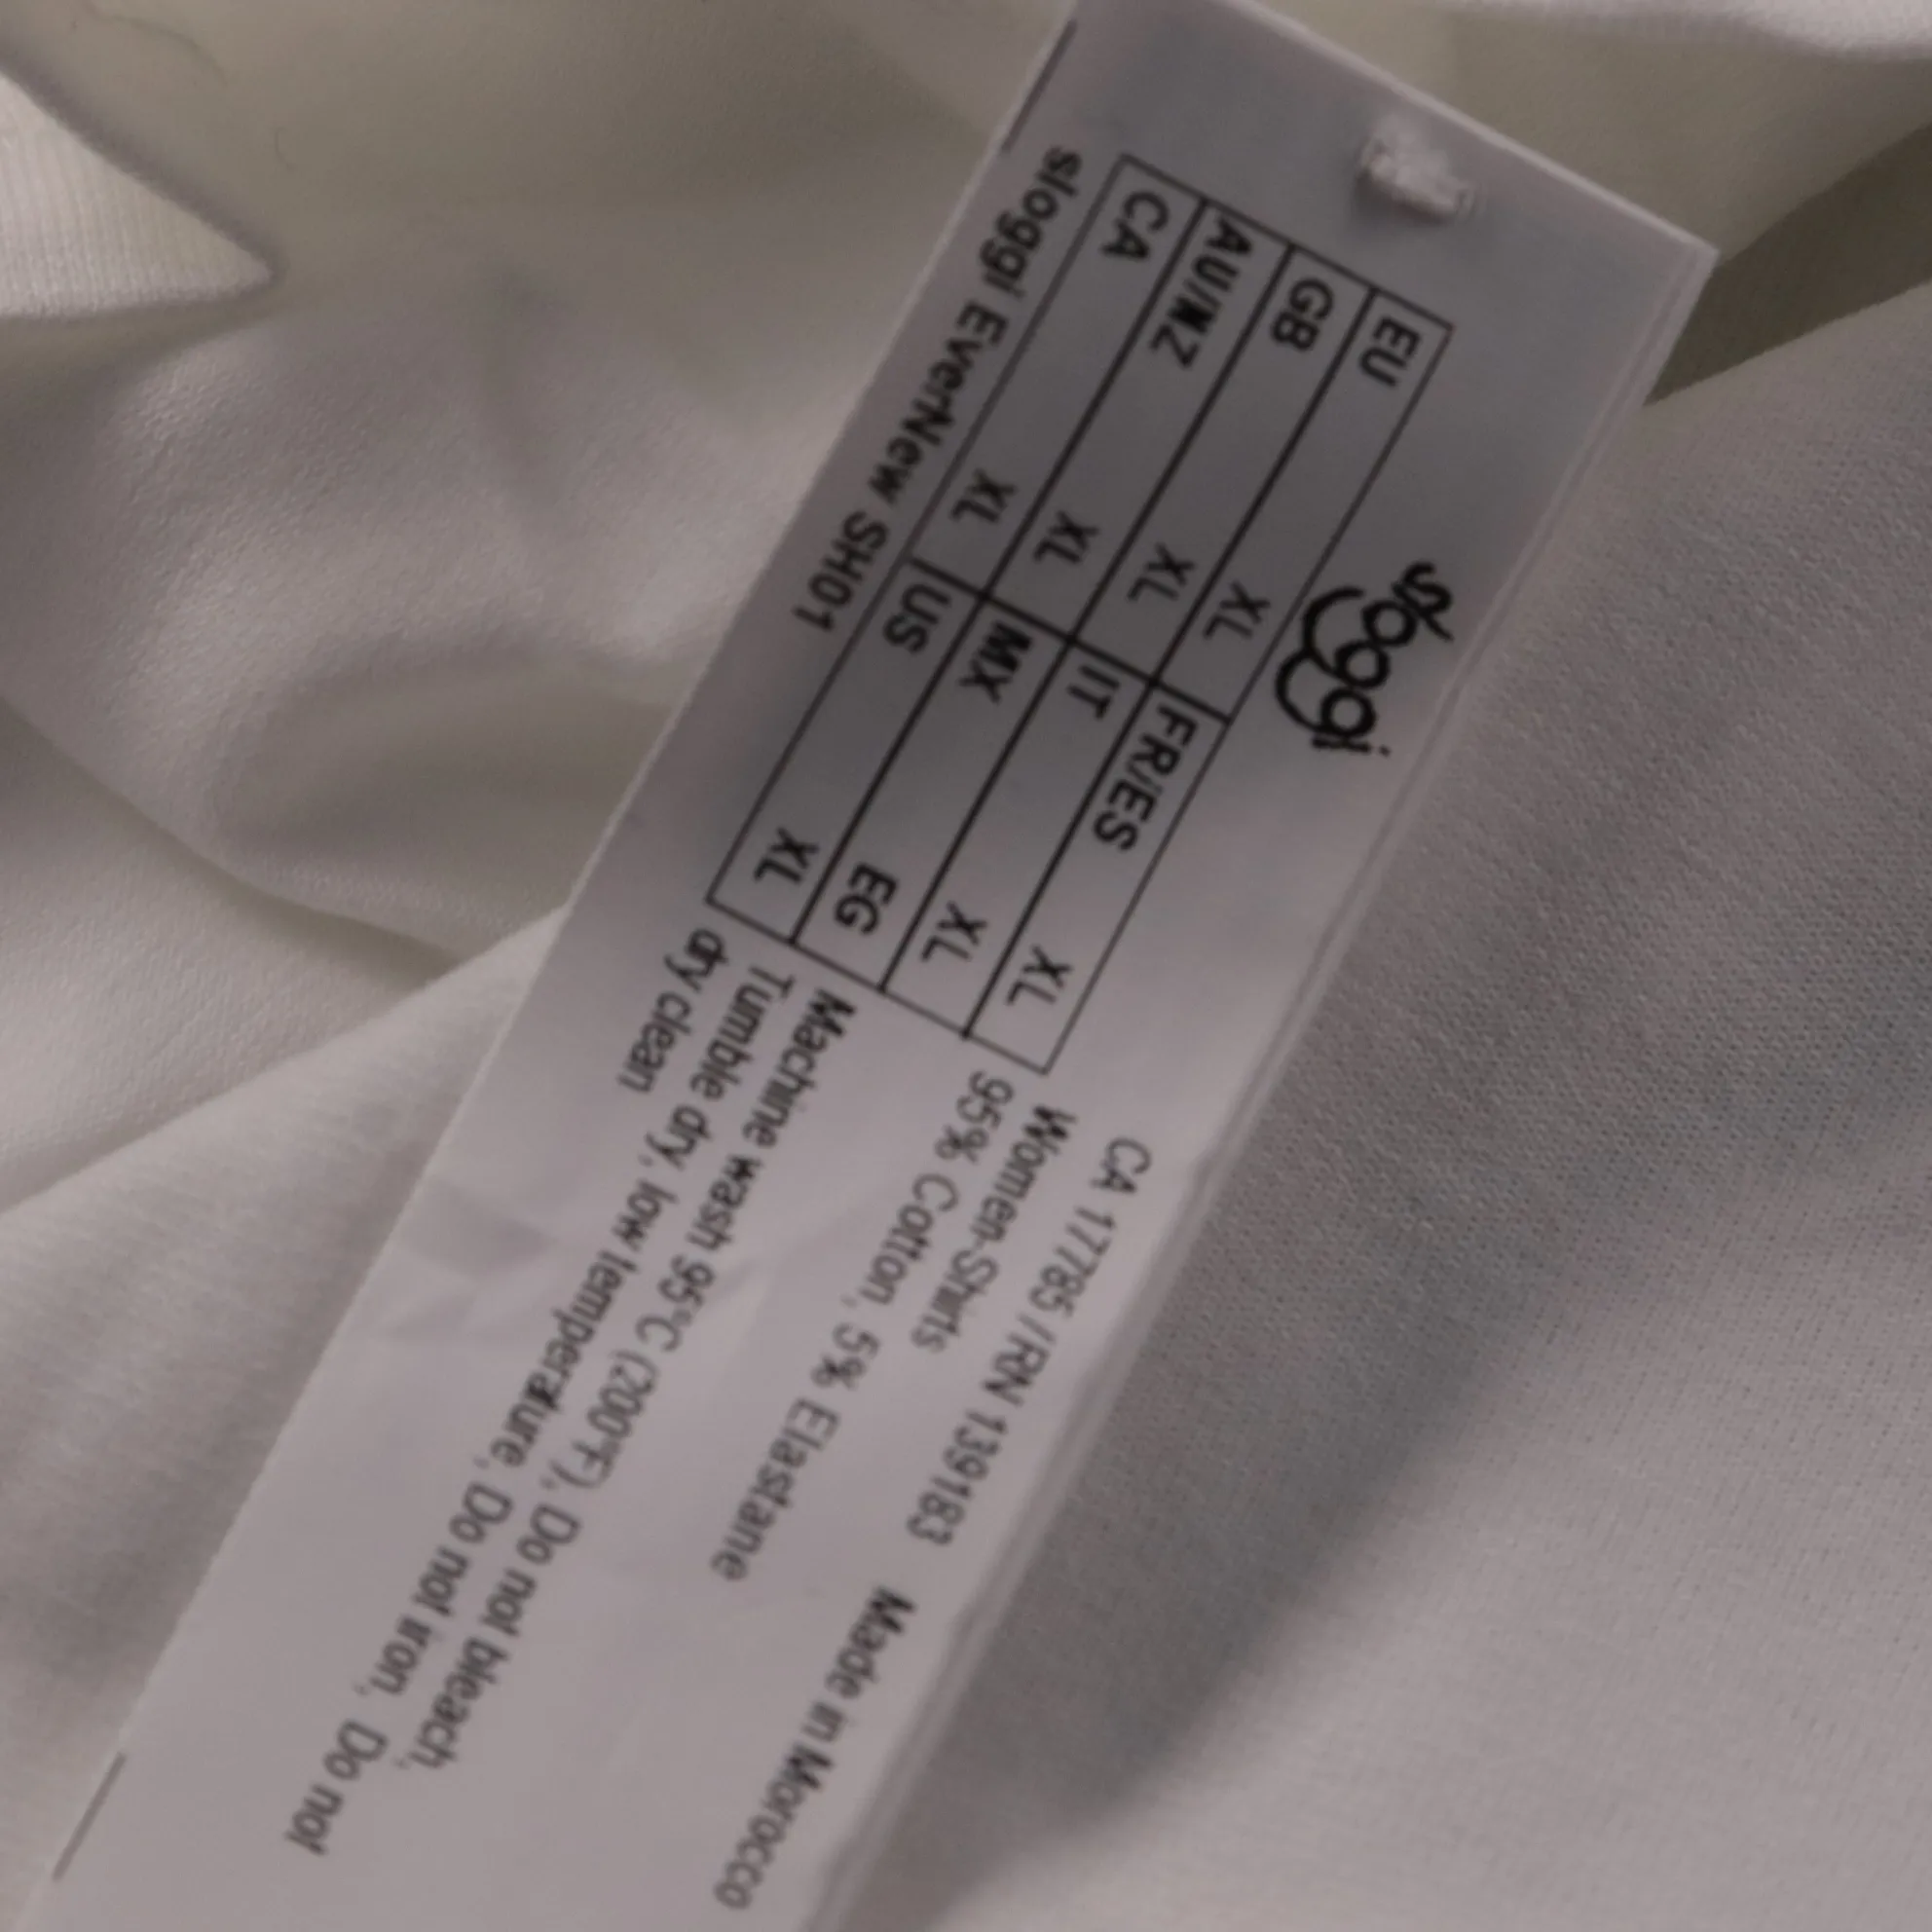 sloggi
EU XL FR/ES XL
GB XL IT XL
AU/NZ XL MX EG
CA XL US XL
sloggi EverNew SH01
CA 17785 / RN 139183 Made in Morocco
Women-Shirts
95% Cotton, 5% Elastane
Machine wash 95°C (200°F), Do not bleach,
Tumble dry, low temperature, Do not iron, Do not
dry clean